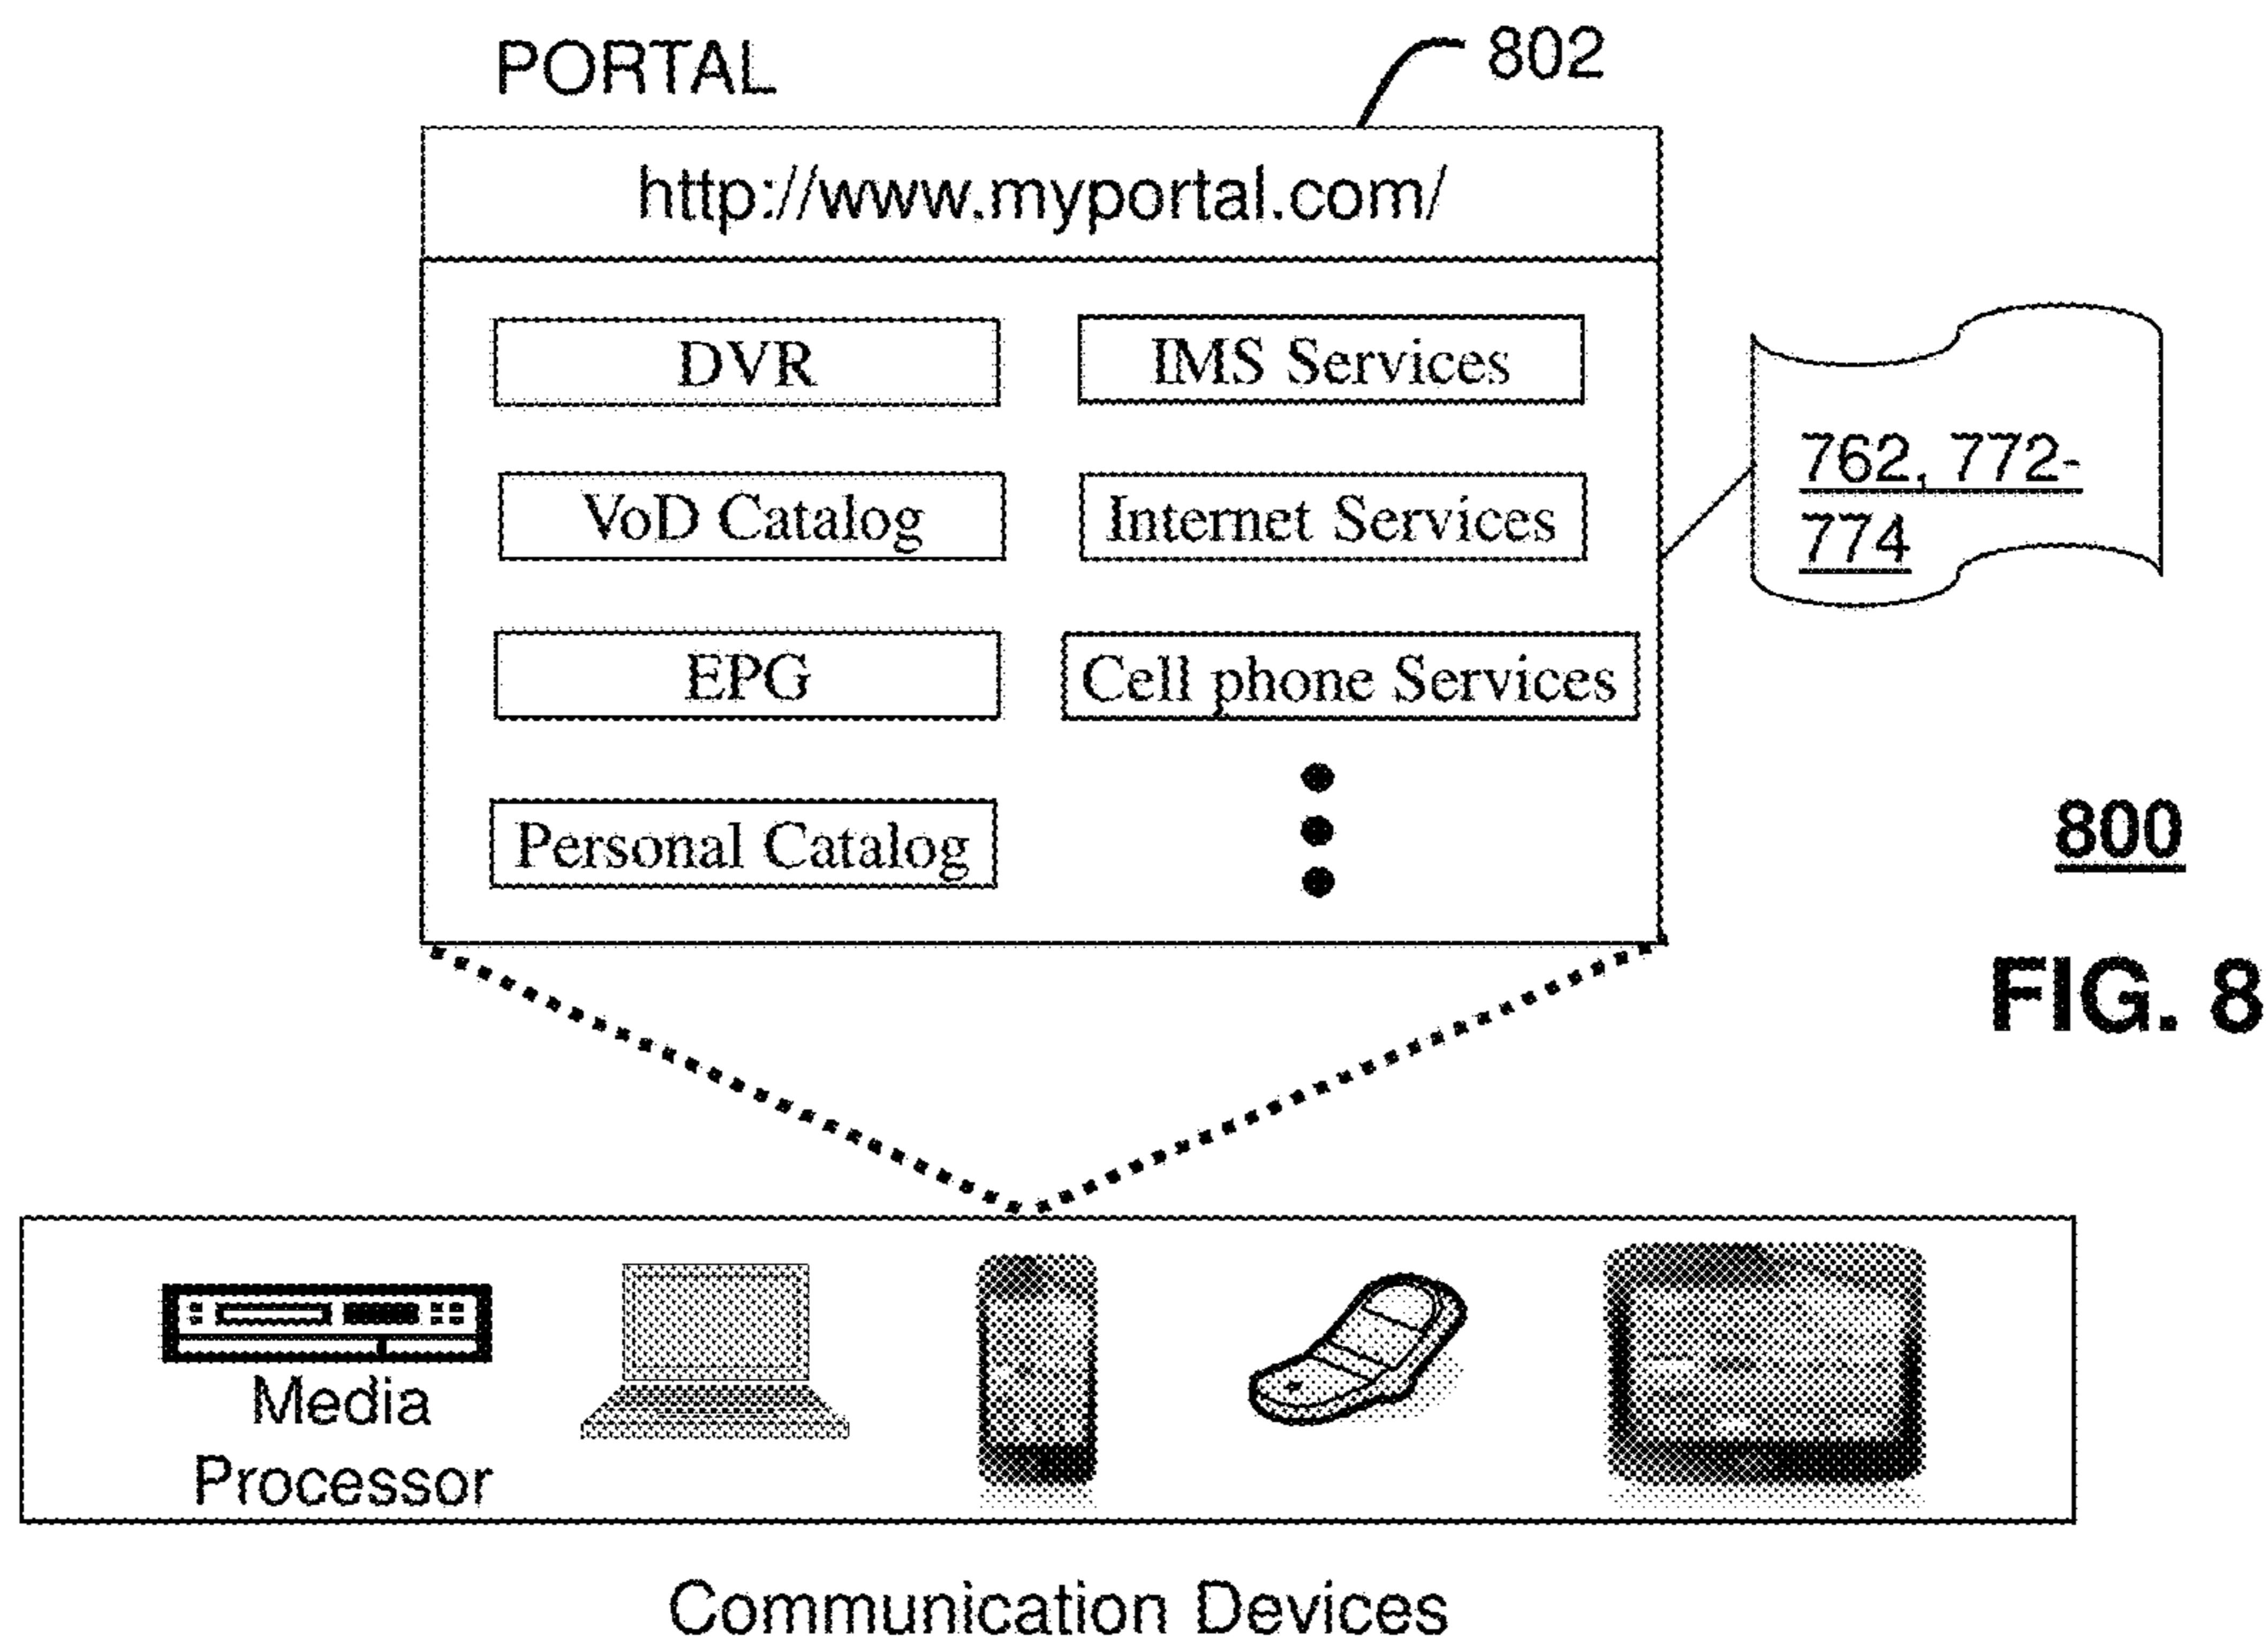 PORTAL
802
http://www.myportal.com/
DVR
IMS Services
VoD Catalog
Internet Services
EPG
Cell phone Services
Personal Catalog
762, 772-
774
800
FIG. 8
Media
Processor
Communication Devices